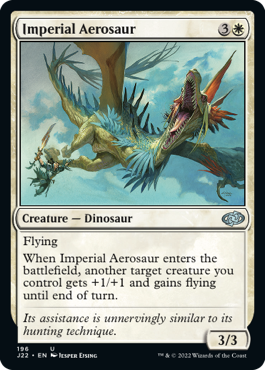 Imperial Aerosaur 3
Creature — Dinosaur
Flying
When Imperial Aerosaur enters the
battlefield, another target creature you
control gets +1/+1 and gains flying
until end of turn.
Its assistance is unnervingly similar to its
hunting technique.
3/3
196 U
J22 • EN Jesper Ejsing ™ & © 2022 Wizards of the Coast